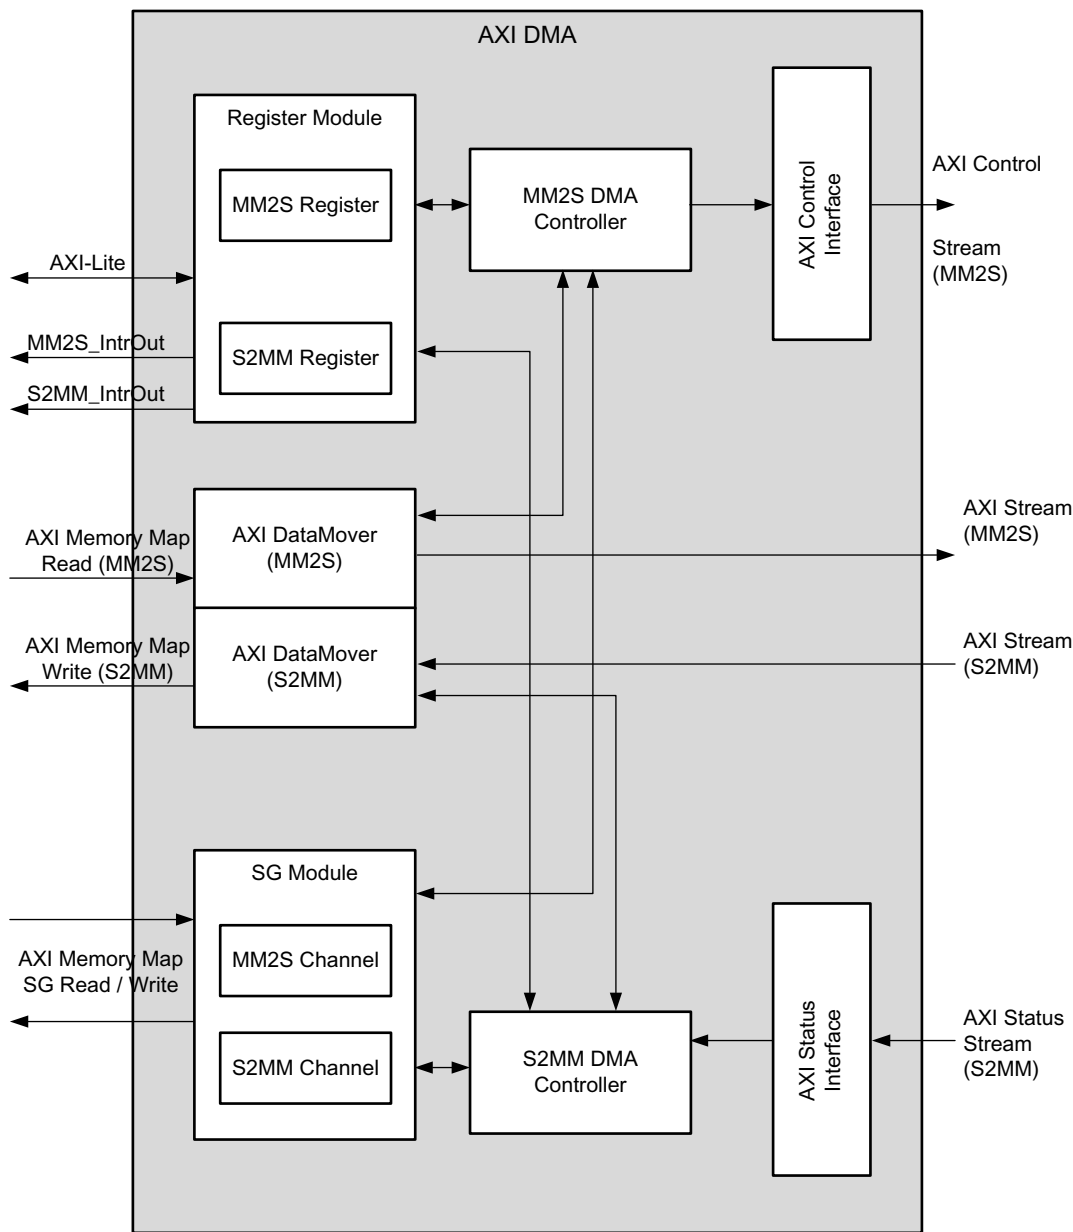 AXI DMA
Register Module
MM2S Register
S2MM Register
MM2S DMA
Controller
AXI Control
Interface
AXI Control
Stream
(MM2S)
AXI-Lite
MM2S_IntrOut
S2MM_IntrOut
AXI Memory Map
Read (MM2S)
AXI DataMover
(MM2S)
AXI Stream
(MM2S)
AXI Memory Map
Write (S2MM)
AXI DataMover
(S2MM)
AXI Stream
(S2MM)
SG Module
MM2S Channel
S2MM Channel
AXI Memory Map
SG Read / Write
S2MM DMA
Controller
AXI Status
Interface
AXI Status
Stream
(S2MM)